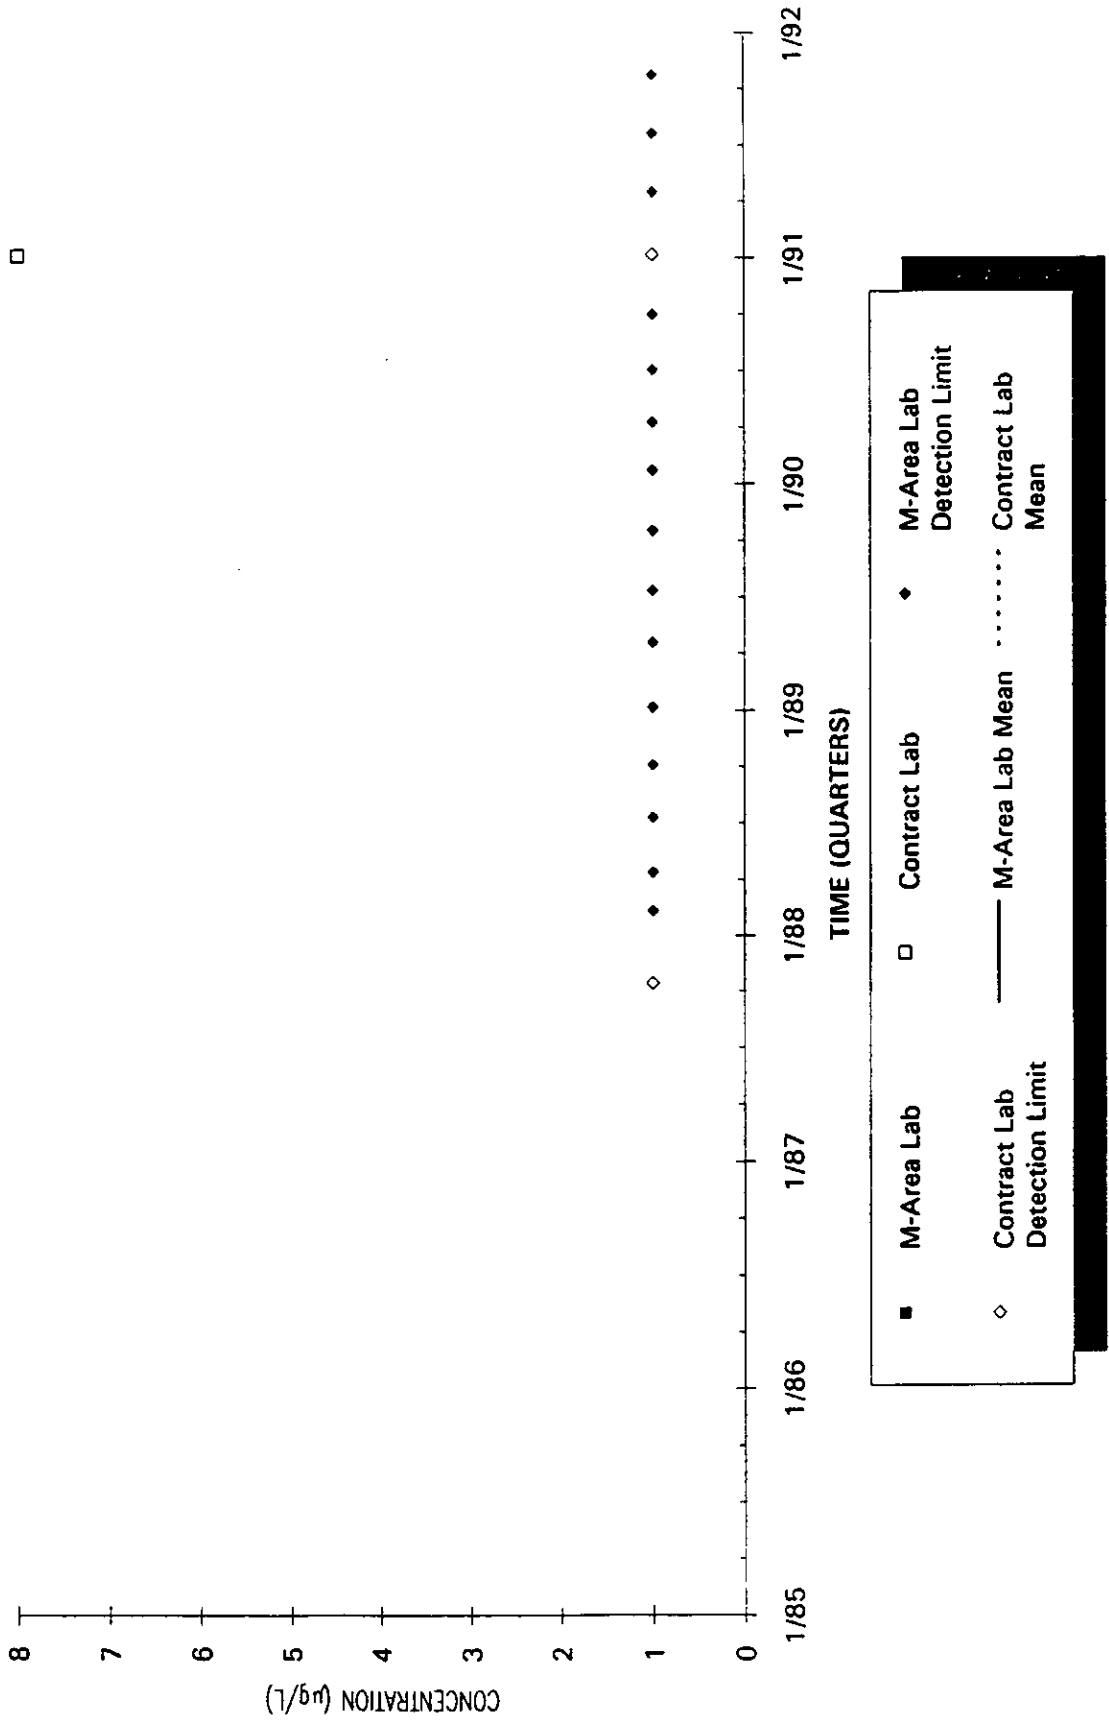 8
7
6
5
4
3
2
1
0
CONCENTRATION (µg/L)
1/85
1/86
1/87
1/88
1/89
1/90
1/91
1/92
TIME (QUARTERS)
M-Area Lab
Contract Lab
M-Area Lab
Detection Limit
Contract Lab
Detection Limit
M-Area Lab Mean
Contract Lab
Mean